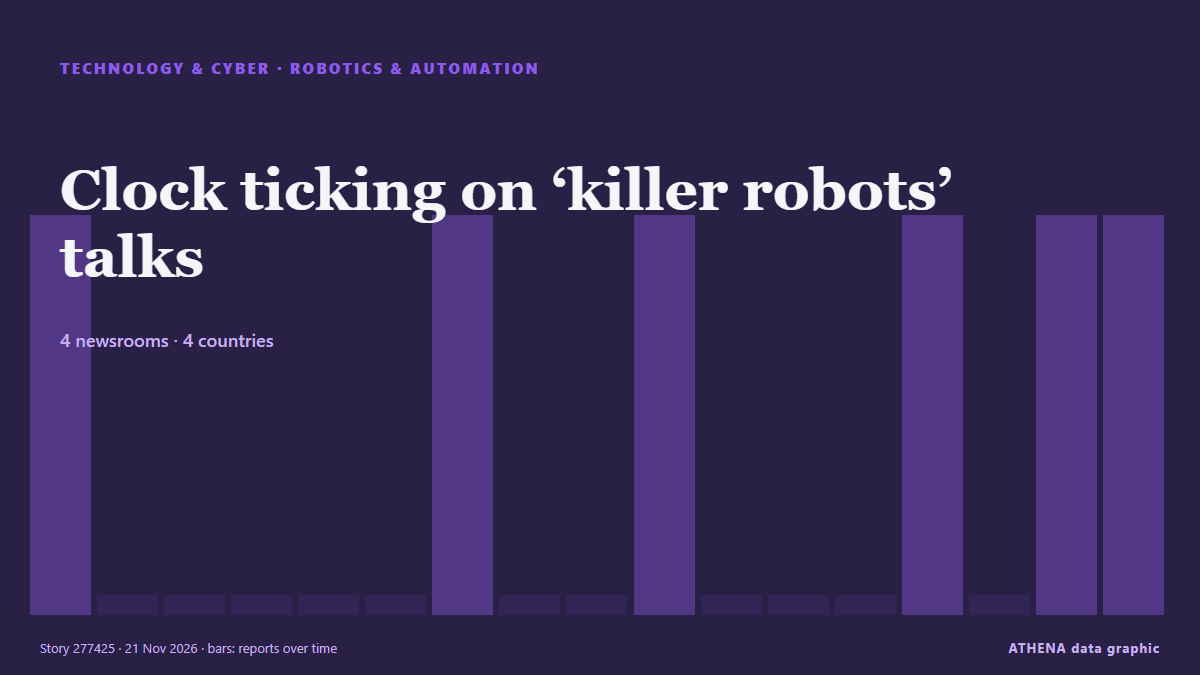 TECHNOLOGY & CYBER · ROBOTICS & AUTOMATION
Clock ticking on ‘killer robots’
talks
4 newsrooms · 4 countries
Story 277425 · 21 Nov 2026 · bars: reports over time
ATHENA data graphic